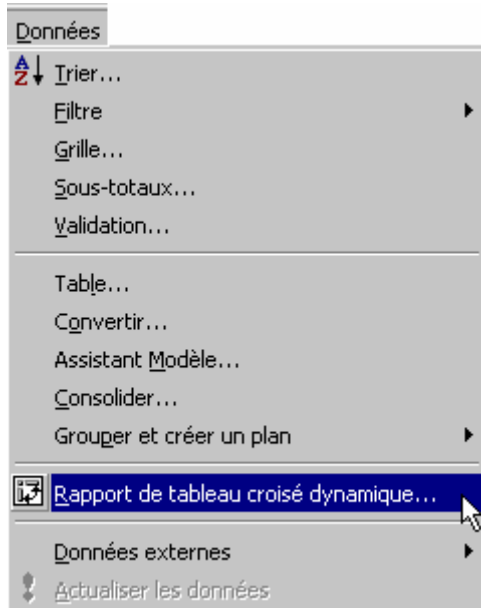 Données
Trier...
Filtre
Grille...
Sous-totaux...
Validation...
Table...
Convertir...
Assistant Modèle...
Consolider...
Grouper et créer un plan
Rapport de tableau croisé dynamique...
Données externes
Actualiser les données